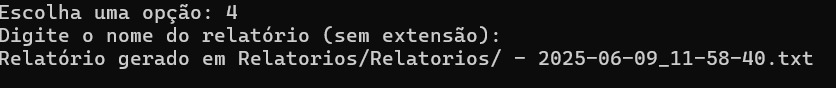 Escolha uma opção: 4
Digite o nome do relatório (sem extensão):
Relatório gerado em Relatorios/Relatorios/ - 2025-06-09_11-58-40.txt